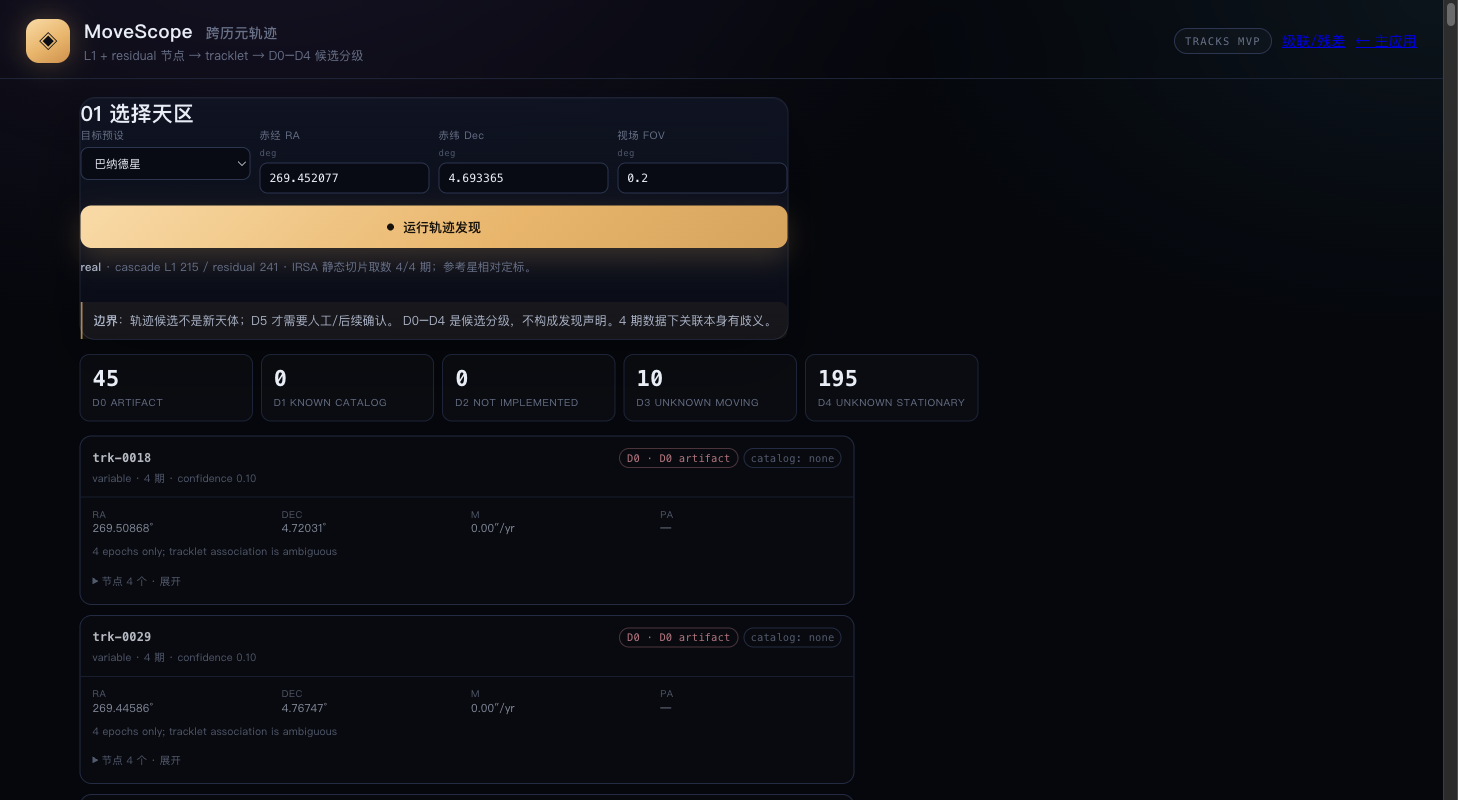 MoveScope 跨历元轨迹
L1 + residual 节点 → tracklet → D0—D4 候选分级
TRACKS MVP 级联/残差 ← 主应用
01 选择天区
目标预设 赤经 RA 赤纬 Dec 视场 FOV
deg deg deg
巴纳德星 269.452077 4.693365 0.2
● 运行轨迹发现
real · cascade L1 215 / residual 241 · IRSA 静态切片取数 4/4 期；参考星相对定标。
边界：轨迹候选不是新天体；D5 才需要人工/后续确认。 D0—D4 是候选分级，不构成发现声明。4 期数据下关联本身有歧义。
45 0 0 10 195
D0 ARTIFACT D1 KNOWN CATALOG D2 NOT IMPLEMENTED D3 UNKNOWN MOVING D4 UNKNOWN STATIONARY
trk-0018 D0 · D0 artifact catalog: none
variable · 4 期 · confidence 0.10
RA DEC M PA
269.50868° 4.72031° 0.00″/yr —
4 epochs only; tracklet association is ambiguous
▶ 节点 4 个 · 展开
trk-0029 D0 · D0 artifact catalog: none
variable · 4 期 · confidence 0.10
RA DEC M PA
269.44586° 4.76747° 0.00″/yr —
4 epochs only; tracklet association is ambiguous
▶ 节点 4 个 · 展开